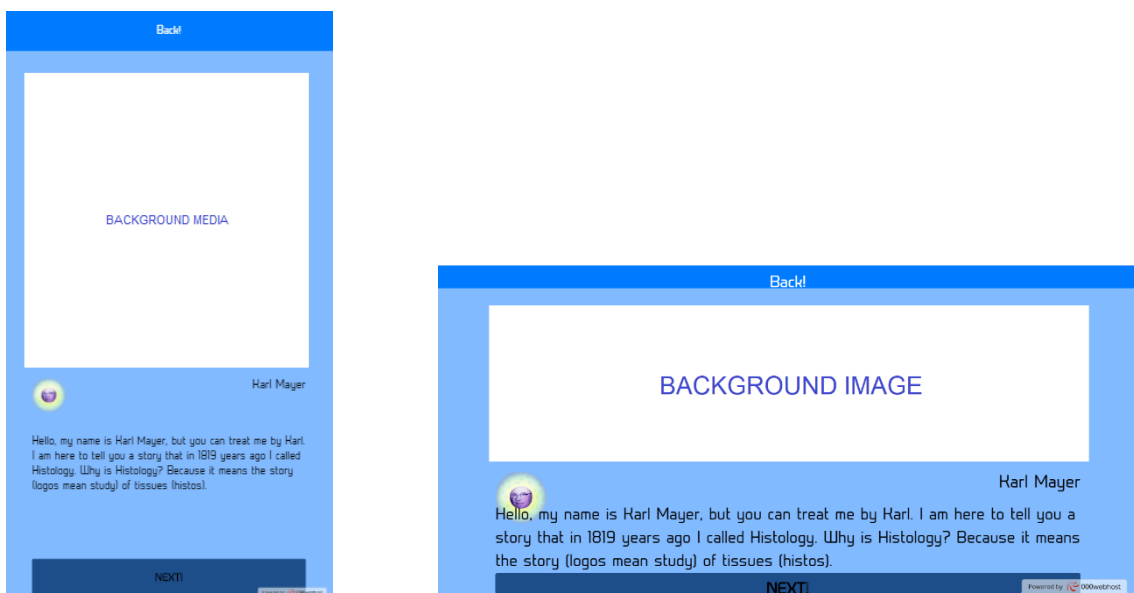 Back!
BACKGROUND MEDIA
Karl Mayer
Hello, my name is Karl Mayer, but you can treat me by Karl.
I am here to tell you a story that in 1819 years ago I called
Histology. Why is Histology? Because it means the story
(logos mean study) of tissues (histos).
NEXT!
Back!
BACKGROUND IMAGE
Karl Mayer
Hello, my name is Karl Mayer, but you can treat me by Karl. I am here to tell you a
story that in 1819 years ago I called Histology. Why is Histology? Because it means
the story (logos mean study) of tissues (histos).
NEXT!
Powered by 000webhost